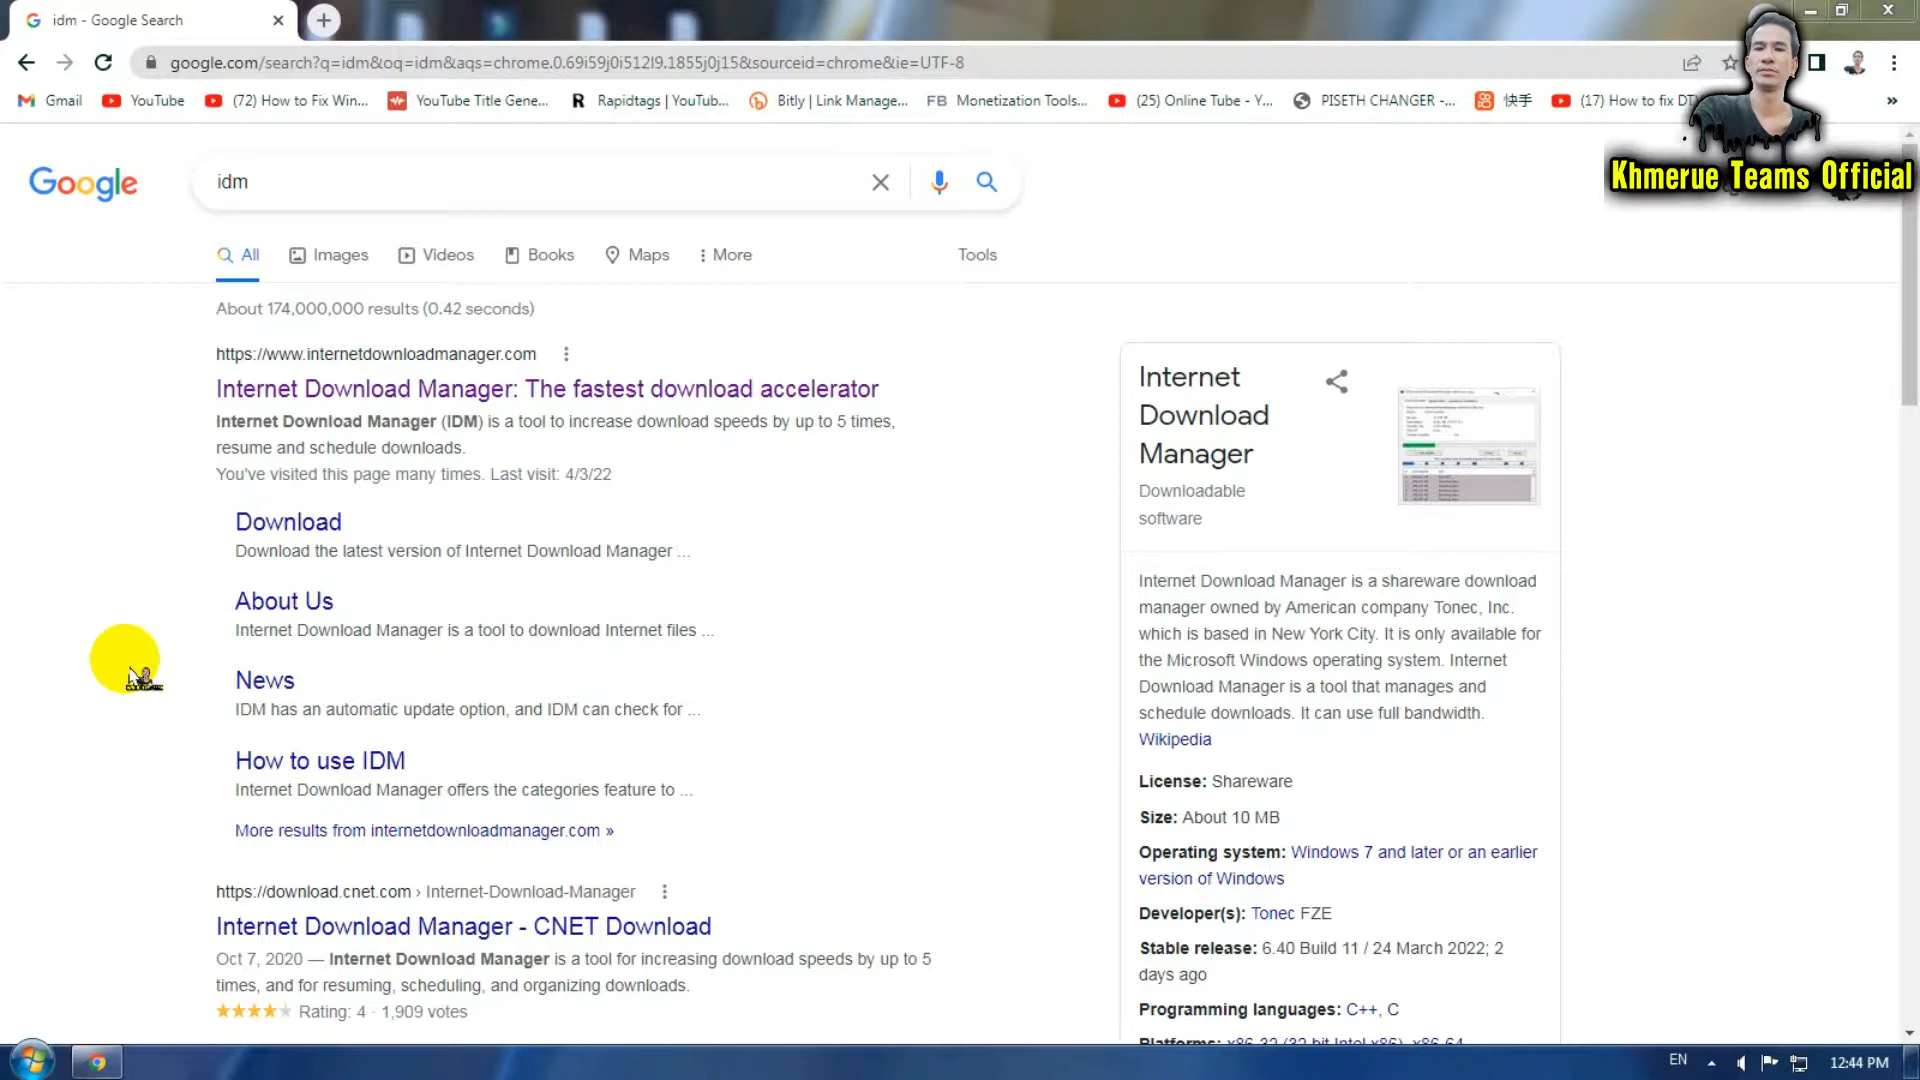 idm - Google Search
google.com/search?q=idm&oq=idm&aqs=chrome.0.69i59j0i512l9.1855j0j15&sourceid=chrome&ie=UTF-8
Gmail YouTube (72) How to Fix Win... YouTube Title Gene... Rapidtags | YouTub... Bitly | Link Manage... FB Monetization Tools... (25) Online Tube - Y... PISETH CHANGER -... 快手 (17) How to fix DT
Khmerue Teams Official
Google
idm
All Images Videos Books Maps More Tools
About 174,000,000 results (0.42 seconds)
https://www.internetdownloadmanager.com
Internet Download Manager: The fastest download accelerator
Internet Download Manager (IDM) is a tool to increase download speeds by up to 5 times,
resume and schedule downloads.
You've visited this page many times. Last visit: 4/3/22
Download
Download the latest version of Internet Download Manager ...
About Us
Internet Download Manager is a tool to download Internet files ...
News
IDM has an automatic update option, and IDM can check for ...
How to use IDM
Internet Download Manager offers the categories feature to ...
More results from internetdownloadmanager.com »
https://download.cnet.com › Internet-Download-Manager
Internet Download Manager - CNET Download
Oct 7, 2020 — Internet Download Manager is a tool for increasing download speeds by up to 5
times, and for resuming, scheduling, and organizing downloads.
Rating: 4 · 1,909 votes
Internet
Download
Manager
Downloadable
software
Internet Download Manager is a shareware download
manager owned by American company Tonec, Inc.
which is based in New York City. It is only available for
the Microsoft Windows operating system. Internet
Download Manager is a tool that manages and
schedule downloads. It can use full bandwidth.
Wikipedia
License: Shareware
Size: About 10 MB
Operating system: Windows 7 and later or an earlier
version of Windows
Developer(s): Tonec FZE
Stable release: 6.40 Build 11 / 24 March 2022; 2
days ago
Programming languages: C++, C
Platforms: x86-32 (32 bit Intel x86), x86-64
EN 12:44 PM